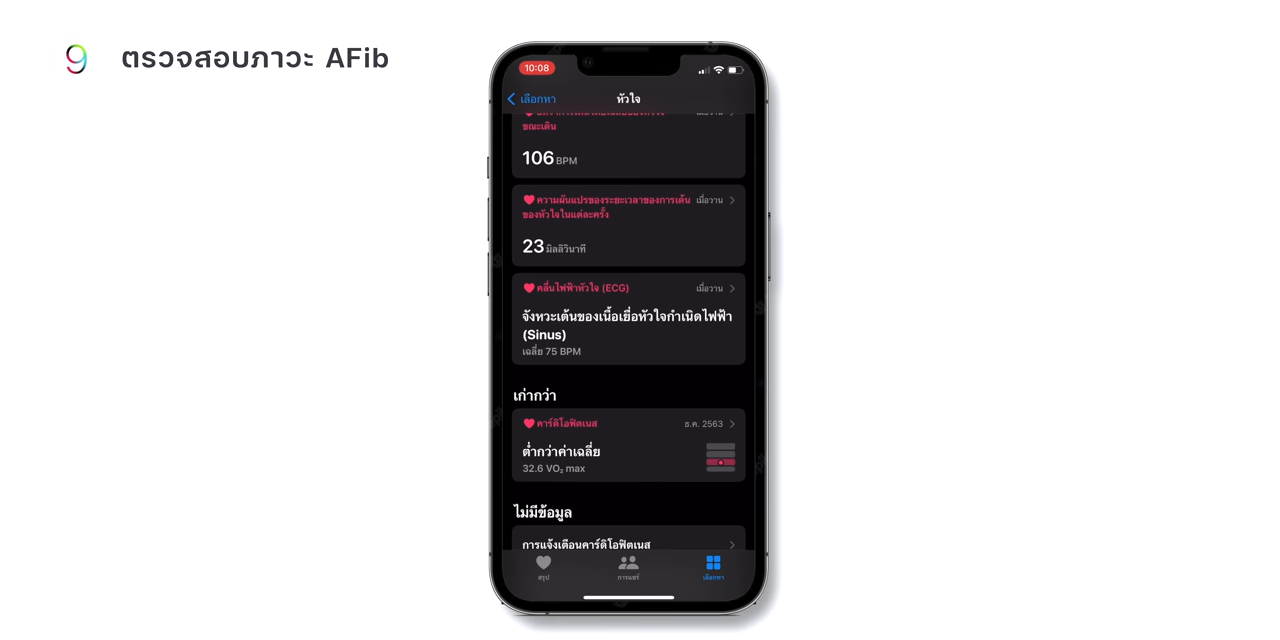 9 ตรวจสอบภาวะ AFib
10:08
เลือกหา
หัวใจ
เมื่อวาน
ขณะเดิน
106 BPM
ความผันแปรของระยะเวลาของการเต้น เมื่อวาน
ของหัวใจในแต่ละครั้ง
23 มิลลิวินาที
คลื่นไฟฟ้าหัวใจ (ECG) เมื่อวาน
จังหวะเต้นของเนื้อเยื่อหัวใจกำเนิดไฟฟ้า
(Sinus)
เฉลี่ย 75 BPM
เก่ากว่า
คาร์ดิโอฟิตเนส ธ.ค. 2563
ต่ำกว่าค่าเฉลี่ย
32.6 VO₂ max
ไม่มีข้อมูล
การแจ้งเตือนคาร์ดิโอฟิตเนส
สรุป การแชร์ เลือกหา